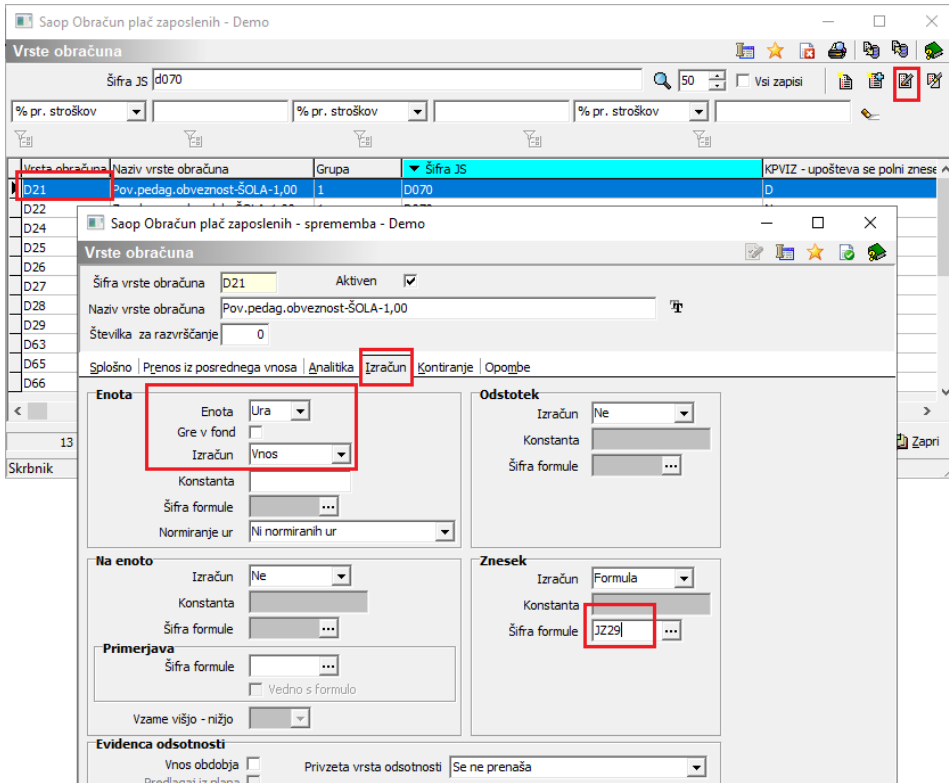 Saop Obračun plač zaposlenih - Demo
Vrste obračuna
Šifra JS d070 50 Vsi zapisi
% pr. stroškov % pr. stroškov % pr. stroškov
Vrsta obračuna Naziv vrste obračuna Grupa Šifra JS KPVIZ - upošteva se polni znese
D21 Pov.pedag.obveznost-ŠOLA-1,00 1 D070 D
D22
D24
D25
D26
D27
D28
D29
D63
D65
D66
13
Zapri
Skrbnik
Saop Obračun plač zaposlenih - sprememba - Demo
Vrste obračuna
Šifra vrste obračuna D21 Aktiven
Naziv vrste obračuna Pov.pedag.obveznost-ŠOLA-1,00
Številka za razvrščanje 0
Splošno Prenos iz posrednega vnosa Analitika Izračun Kontiranje Opombe
Enota
Enota Ura
Gre v fond
Izračun Vnos
Konstanta
Šifra formule ...
Normiranje ur Ni normiranih ur
Odstotek
Izračun Ne
Konstanta
Šifra formule ...
Na enoto
Izračun Ne
Konstanta
Šifra formule ...
Primerjava
Šifra formule ...
Vedno s formulo
Vzame višjo - nižjo
Znesek
Izračun Formula
Konstanta
Šifra formule JZ29 ...
Evidenca odsotnosti
Vnos obdobja Privzeta vrsta odsotnosti Se ne prenaša
Predlagaj iz plana